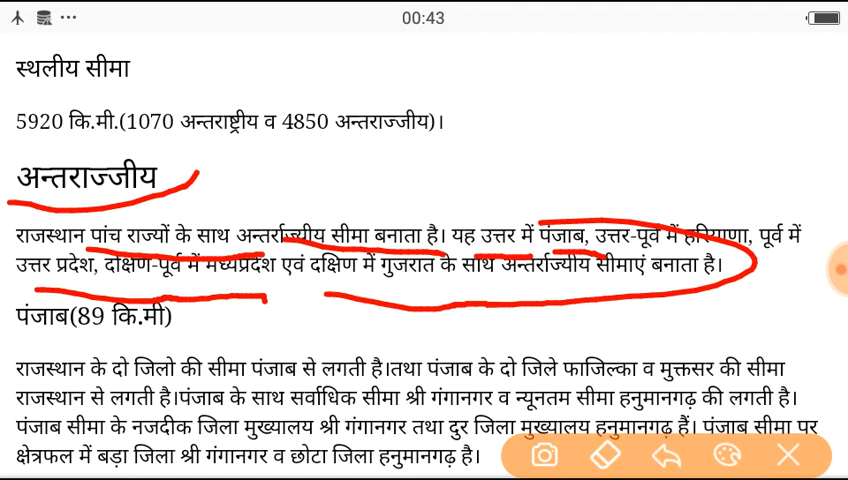 00:43
स्थलीय सीमा
5920 कि.मी.(1070 अन्तराष्ट्रीय व 4850 अन्तराज्जीय)।
अन्तराज्जीय
राजस्थान पांच राज्यों के साथ अन्तर्राज्यीय सीमा बनाता है। यह उत्तर में पंजाब, उत्तर-पूर्व में हरियाणा, पूर्व में
उत्तर प्रदेश, दक्षिण-पूर्व में मध्यप्रदेश एवं दक्षिण में गुजरात के साथ अन्तर्राज्यीय सीमाएं बनाता है।
पंजाब(89 कि.मी)
राजस्थान के दो जिलो की सीमा पंजाब से लगती है।तथा पंजाब के दो जिले फाजिल्का व मुक्तसर की सीमा
राजस्थान से लगती है।पंजाब के साथ सर्वाधिक सीमा श्री गंगानगर व न्यूनतम सीमा हनुमानगढ़ की लगती है।
पंजाब सीमा के नजदीक जिला मुख्यालय श्री गंगानगर तथा दुर जिला मुख्यालय हनुमानगढ़ हैं। पंजाब सीमा पर
क्षेत्रफल में बड़ा जिला श्री गंगानगर व छोटा जिला हनुमानगढ़ है।